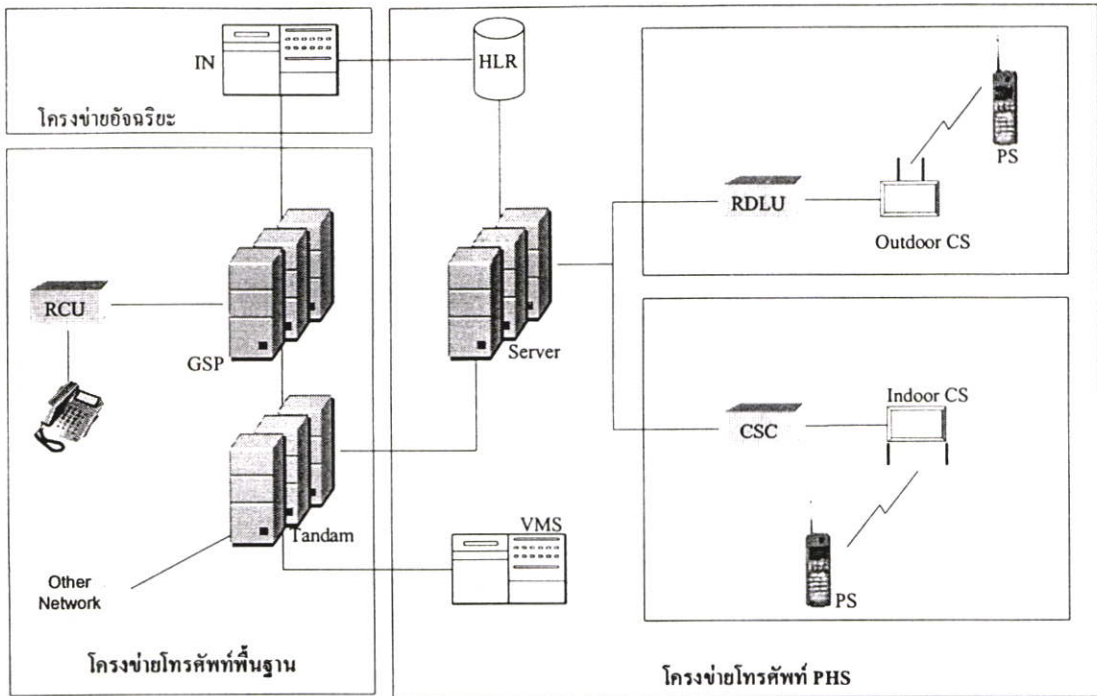 IN
HLR
โครงข่ายอัจฉริยะ
PS
RDLU
Outdoor CS
RCU
GSP
Server
Indoor CS
CSC
Tandam
VMS
Other
Network
PS
โครงข่ายโทรศัพท์พื้นฐาน
โครงข่ายโทรศัพท์ PHS